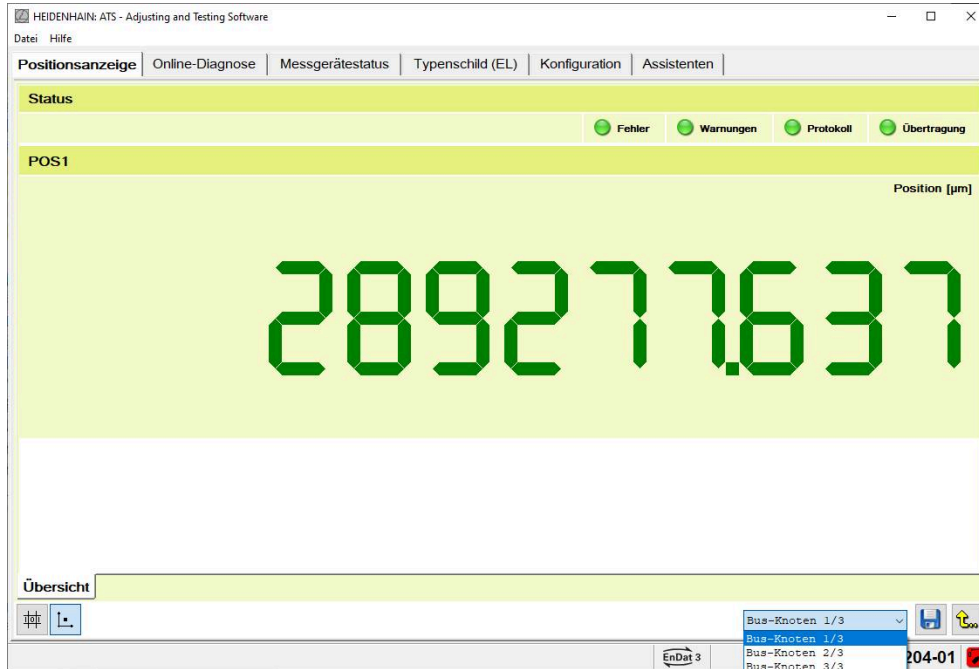 HEIDENHAIN: ATS - Adjusting and Testing Software
Datei Hilfe
Positionsanzeige Online-Diagnose Messgerätestatus Typenschild (EL) Konfiguration Assistenten
Status
Fehler Warnungen Protokoll Übertragung
POS1
Position [µm]
289277.637
Übersicht
Bus-Knoten 1/3
Bus-Knoten 1/3
Bus-Knoten 2/3
EnDat 3 204-01
Bus-Knoten 3/3